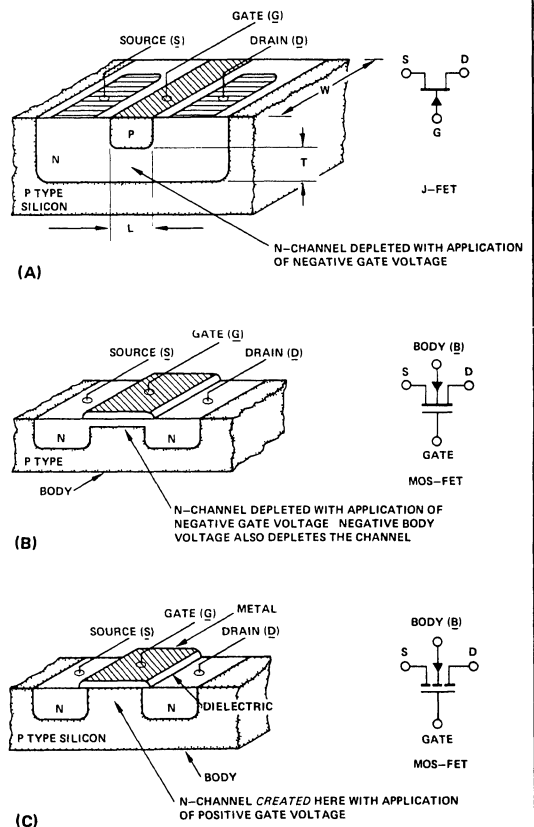 GATE (G)
SOURCE (S)
DRAIN (D)
W
S
D
P
N
T
G
P TYPE
SILICON
J-FET
L
N-CHANNEL DEPLETED WITH APPLICATION
OF NEGATIVE GATE VOLTAGE
(A)
GATE (G)
SOURCE (S)
DRAIN (D)
BODY (B)
S
D
N
N
P TYPE
GATE
BODY
MOS-FET
N-CHANNEL DEPLETED WITH APPLICATION OF
NEGATIVE GATE VOLTAGE NEGATIVE BODY
VOLTAGE ALSO DEPLETES THE CHANNEL
(B)
METAL
GATE (G)
SOURCE (S)
DRAIN (D)
BODY (B)
S
D
N
N
DIELECTRIC
P TYPE SILICON
GATE
MOS-FET
BODY
N-CHANNEL CREATED HERE WITH APPLICATION
OF POSITIVE GATE VOLTAGE
(C)